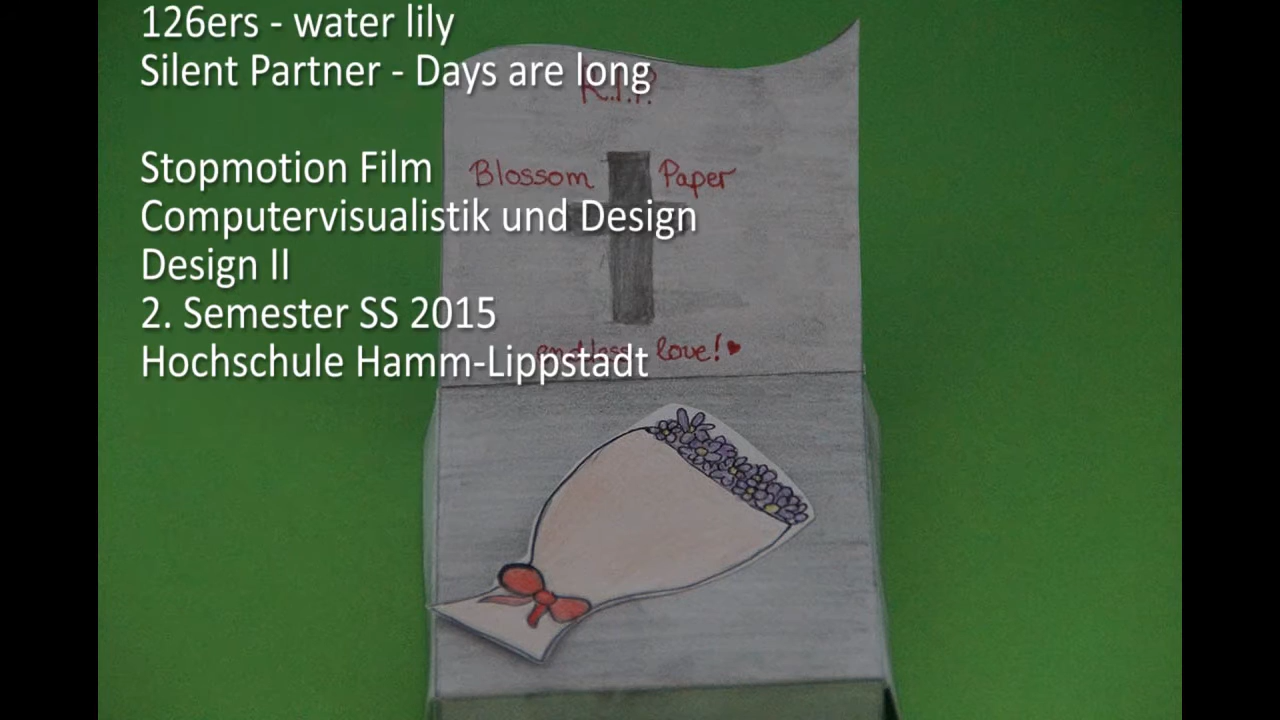 126ers - water lily
Silent Partner - Days are long
R.I.P.
Stopmotion Film
Blossom Paper
Computervisualistik und Design
Design II
2. Semester SS 2015
endless love!
Hochschule Hamm-Lippstadt